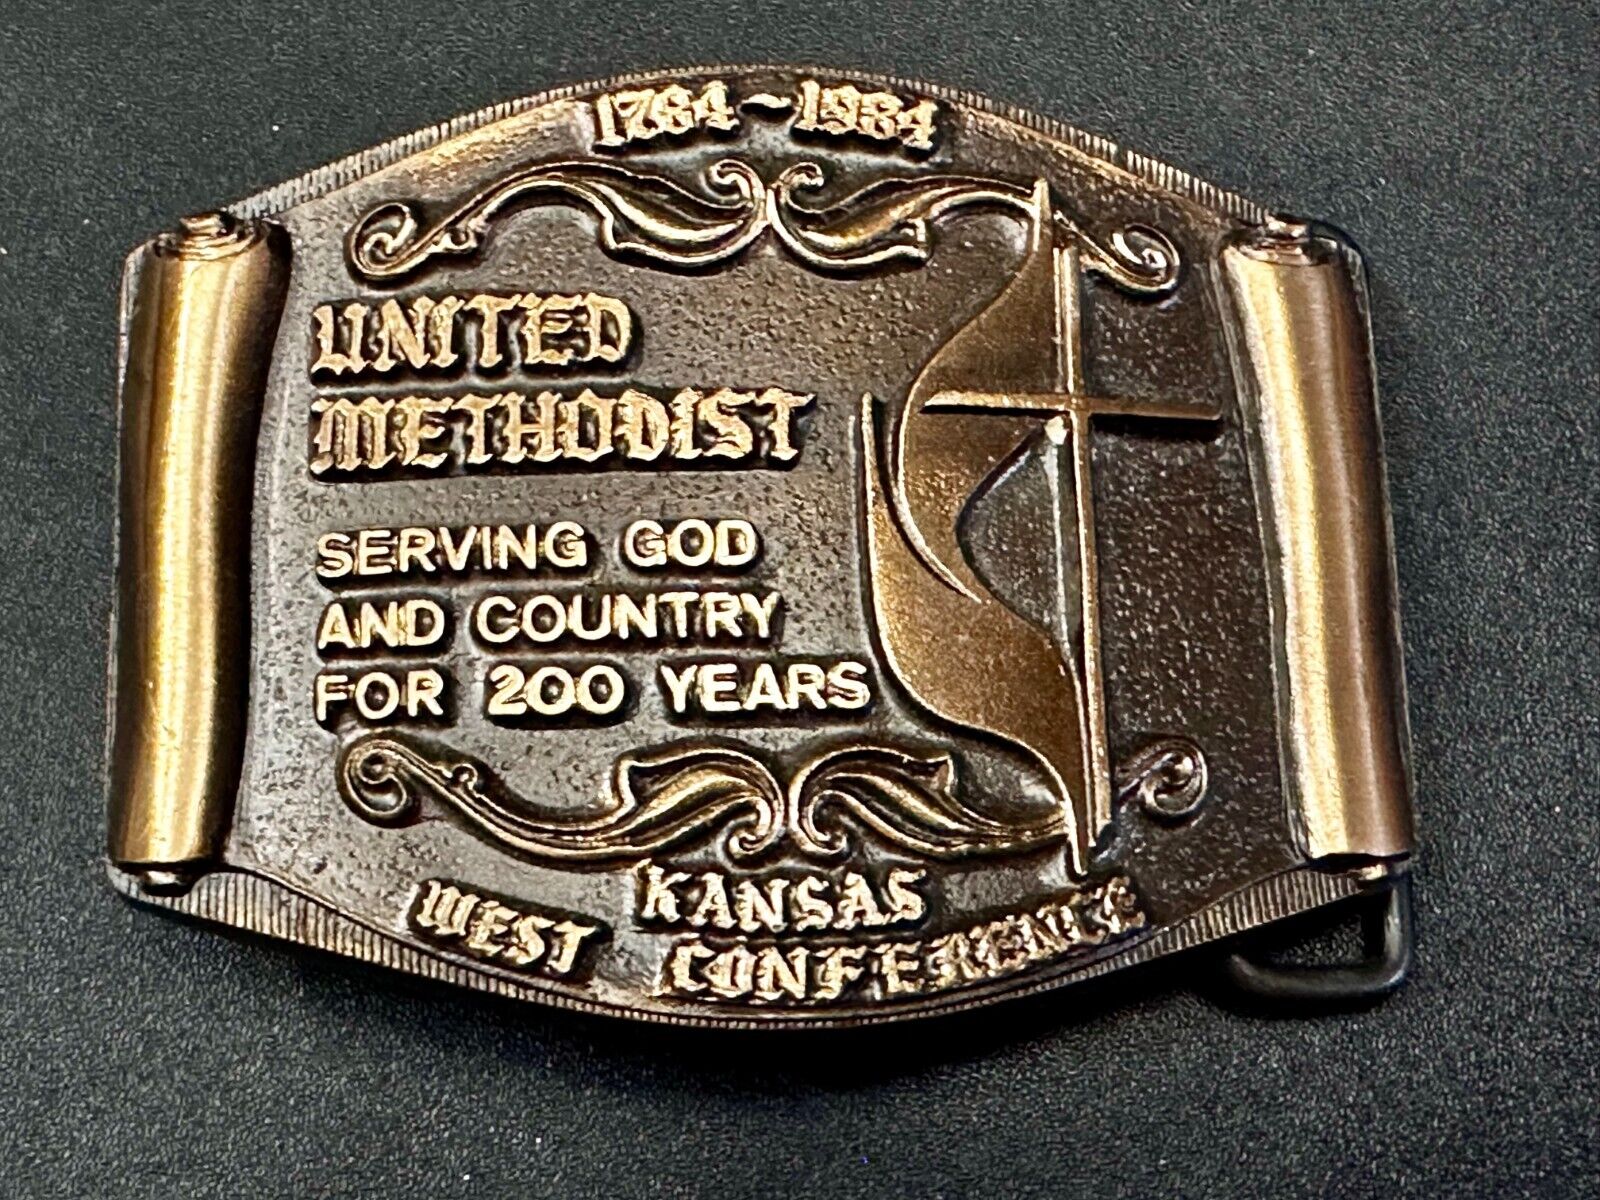 1784~1984
UNITED
METHODIST
SERVING GOD
AND COUNTRY
FOR 200 YEARS
WEST KANSAS
CONFERENCE